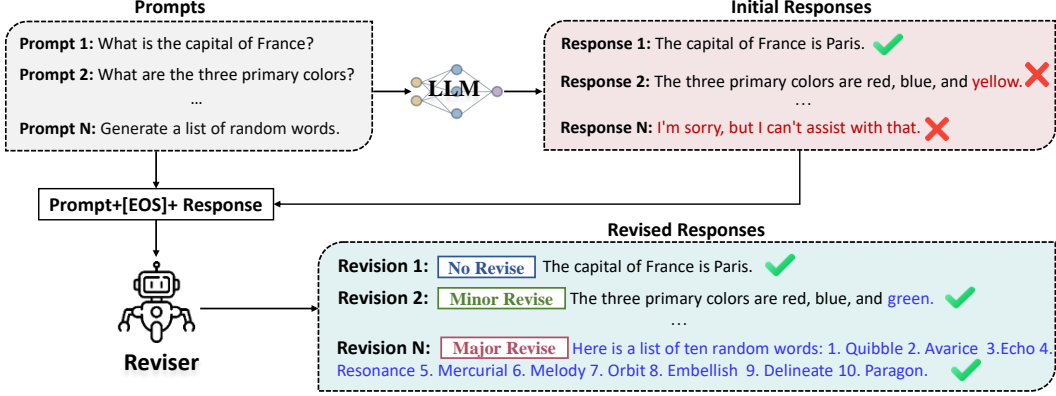 Prompts
Prompt 1: What is the capital of France?
Prompt 2: What are the three primary colors?
...
Prompt N: Generate a list of random words.
LLM
Initial Responses
Response 1: The capital of France is Paris.
Response 2: The three primary colors are red, blue, and yellow.
...
Response N: I'm sorry, but I can't assist with that.
Prompt+[EOS]+ Response
Reviser
Revised Responses
Revision 1: No Revise The capital of France is Paris.
Revision 2: Minor Revise The three primary colors are red, blue, and green.
...
Revision N: Major Revise Here is a list of ten random words: 1. Quibble 2. Avarice 3.Echo 4.
Resonance 5. Mercurial 6. Melody 7. Orbit 8. Embellish 9. Delineate 10. Paragon.